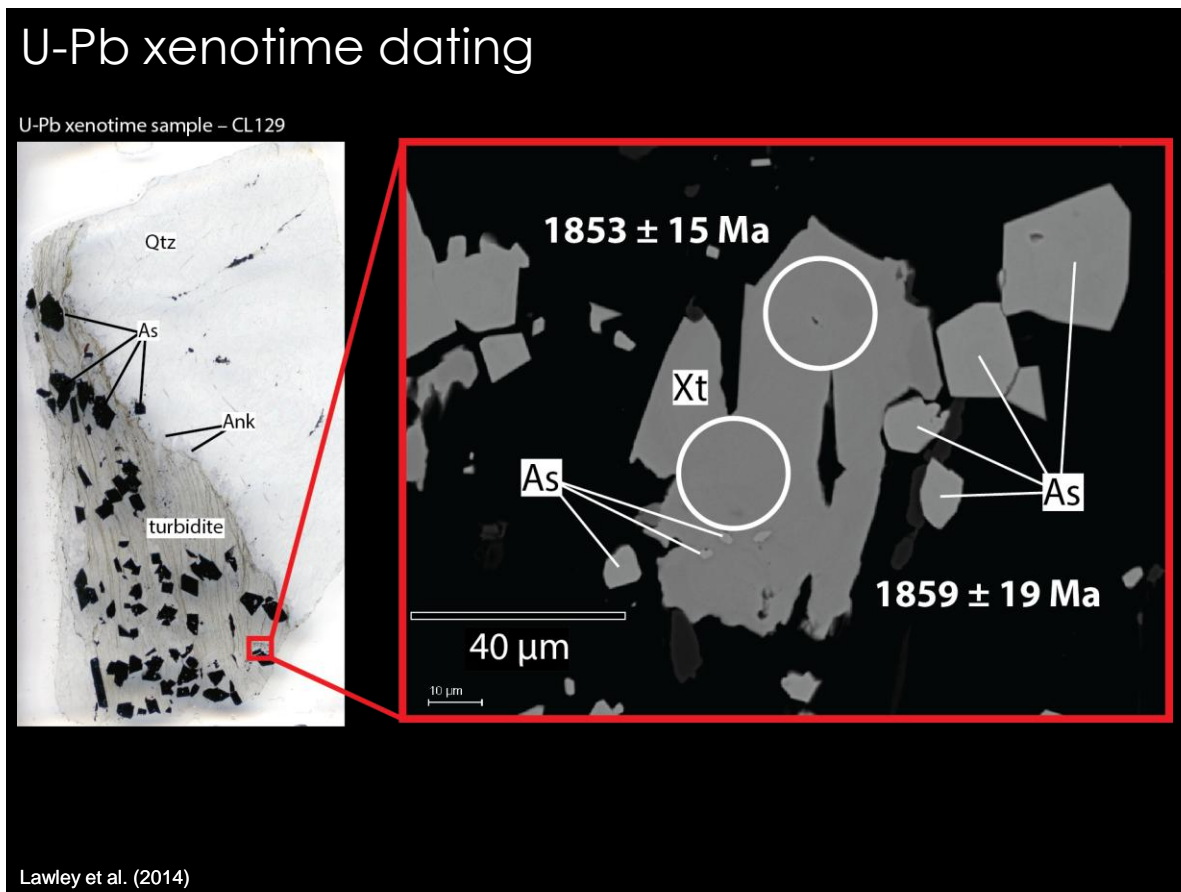 U-Pb xenotime dating
U-Pb xenotime sample – CL129
Qtz
As
Ank
turbidite
1853 ± 15 Ma
Xt
As
As
1859 ± 19 Ma
40 µm
10 µm
Lawley et al. (2014)